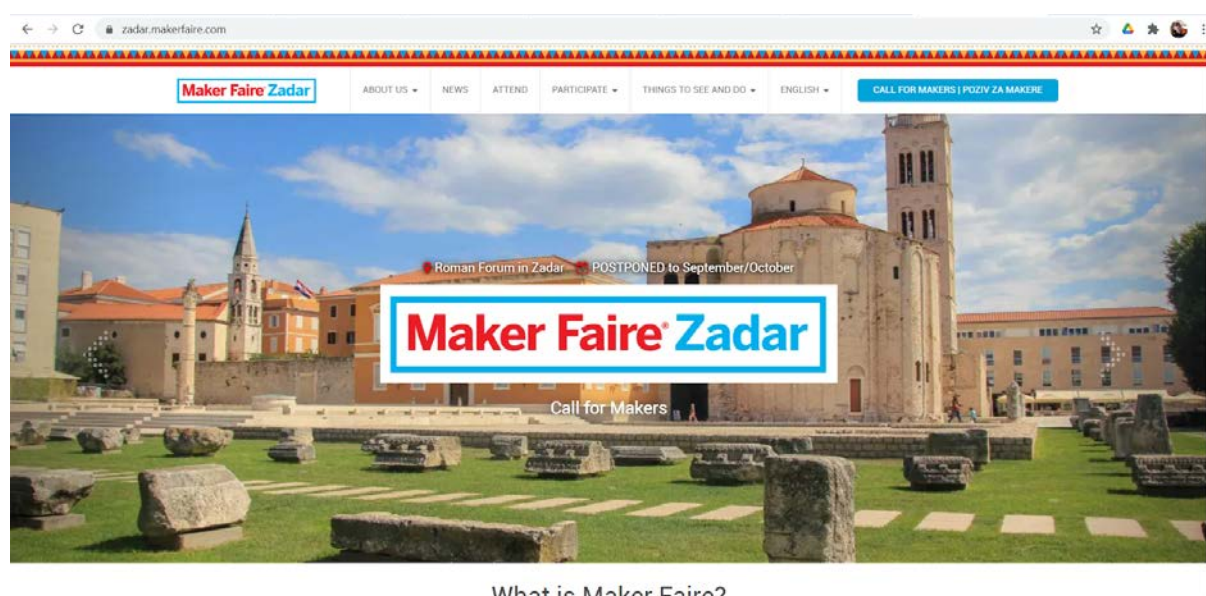 zadar.makerfaire.com
Maker Faire Zadar
ABOUT US
NEWS
ATTEND
PARTICIPATE
THINGS TO SEE AND DO
ENGLISH
CALL FOR MAKERS | POZIV ZA MAKERE
Roman Forum in Zadar POSTPONED to September/October
Maker Faire® Zadar
Call for Makers
What is Maker Faire?